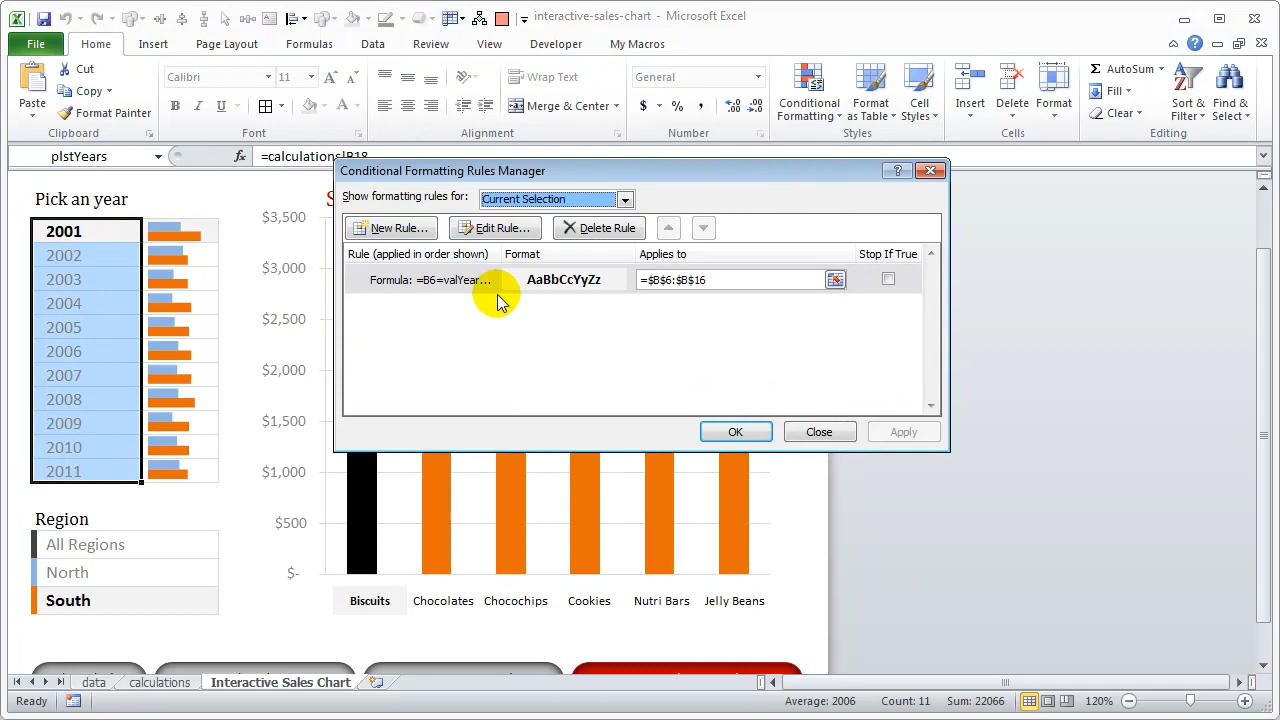 interactive-sales-chart - Microsoft Excel
File Home Insert Page Layout Formulas Data Review View Developer My Macros
Paste
Cut
Copy
Format Painter
Clipboard
Calibri 11
B I U
Font
Wrap Text
Merge & Center
Alignment
General
$ % ,
Number
Conditional Formatting
Format as Table
Cell Styles
Styles
Insert Delete Format
Cells
AutoSum
Fill
Clear
Sort & Filter
Find & Select
Editing
plstYears fx =calculations!B18
Conditional Formatting Rules Manager
Show formatting rules for: Current Selection
New Rule... Edit Rule... Delete Rule
Rule (applied in order shown) Format Applies to Stop If True
Formula: =B6=valYear... AaBbCcYyZz =$B$6:$B$16
OK Close Apply
Pick an year
2001
2002
2003
2004
2005
2006
2007
2008
2009
2010
2011
Region
All Regions
North
South
$3,500
$3,000
$2,500
$2,000
$1,500
$1,000
$500
$-
Biscuits Chocolates Chocochips Cookies Nutri Bars Jelly Beans
data calculations Interactive Sales Chart
Ready Average: 2006 Count: 11 Sum: 22066 120%